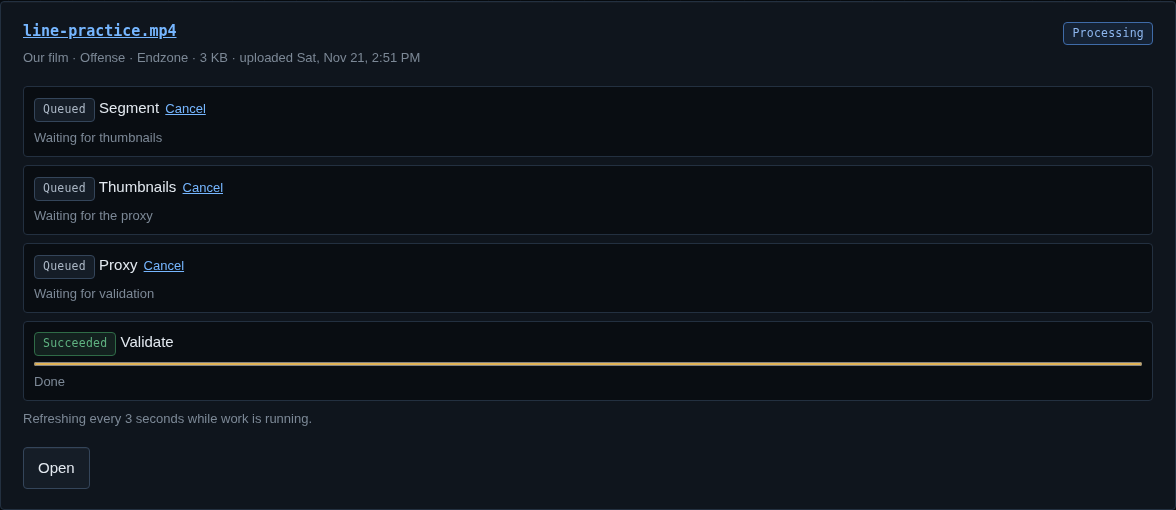 line-practice.mp4
Processing
Our film · Offense · Endzone · 3 KB · uploaded Sat, Nov 21, 2:51 PM
Queued Segment Cancel
Waiting for thumbnails
Queued Thumbnails Cancel
Waiting for the proxy
Queued Proxy Cancel
Waiting for validation
Succeeded Validate
Done
Refreshing every 3 seconds while work is running.
Open